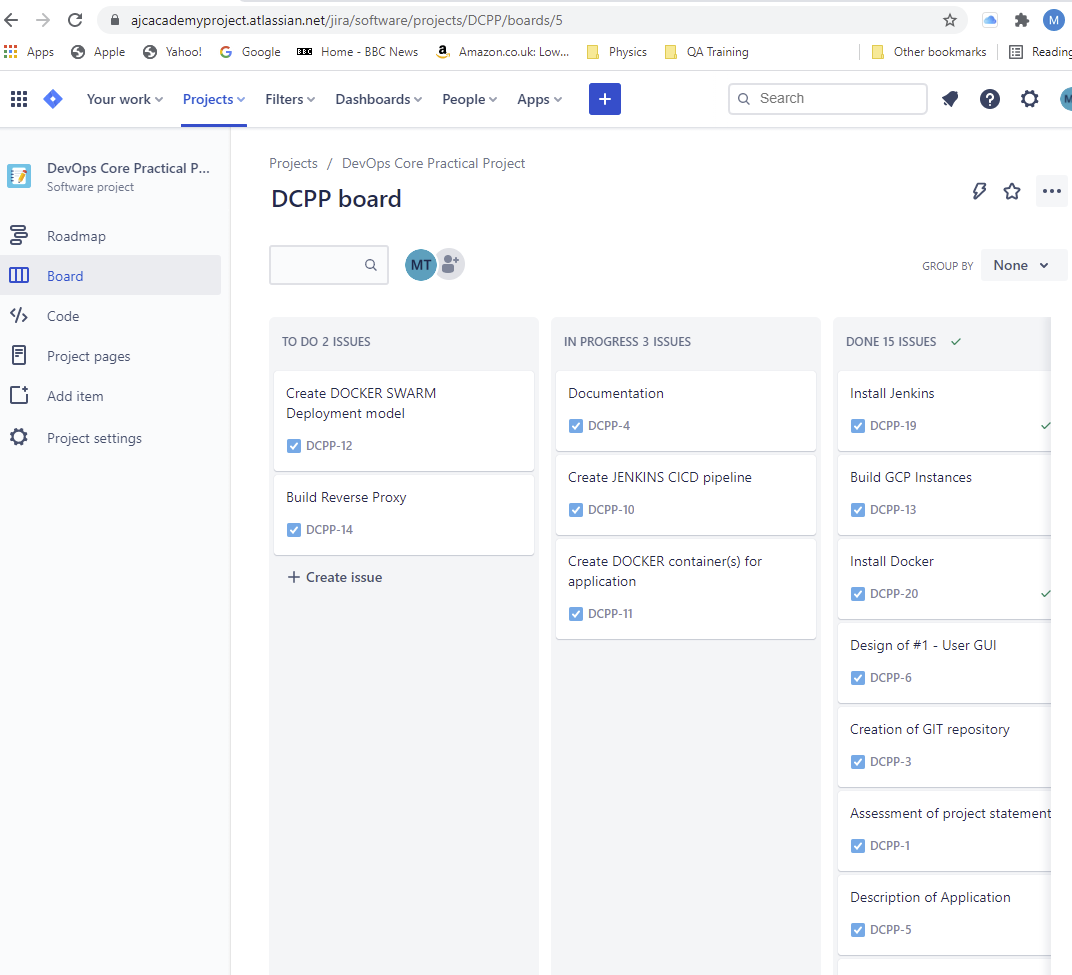 ajcacademyproject.atlassian.net/jira/software/projects/DCPP/boards/5
M
Apps Apple Yahoo! Google BBC Home - BBC News Amazon.co.uk: Low... Physics QA Training Other bookmarks Reading
Your work Projects Filters Dashboards People Apps + Search
DevOps Core Practical P...
Software project
Roadmap
Board
Code
Project pages
Add item
Project settings
Projects / DevOps Core Practical Project
DCPP board
MT
GROUP BY None
TO DO 2 ISSUES
Create DOCKER SWARM
Deployment model
DCPP-12
Build Reverse Proxy
DCPP-14
+ Create issue
IN PROGRESS 3 ISSUES
Documentation
DCPP-4
Create JENKINS CICD pipeline
DCPP-10
Create DOCKER container(s) for
application
DCPP-11
DONE 15 ISSUES
Install Jenkins
DCPP-19
Build GCP Instances
DCPP-13
Install Docker
DCPP-20
Design of #1 - User GUI
DCPP-6
Creation of GIT repository
DCPP-3
Assessment of project statement
DCPP-1
Description of Application
DCPP-5